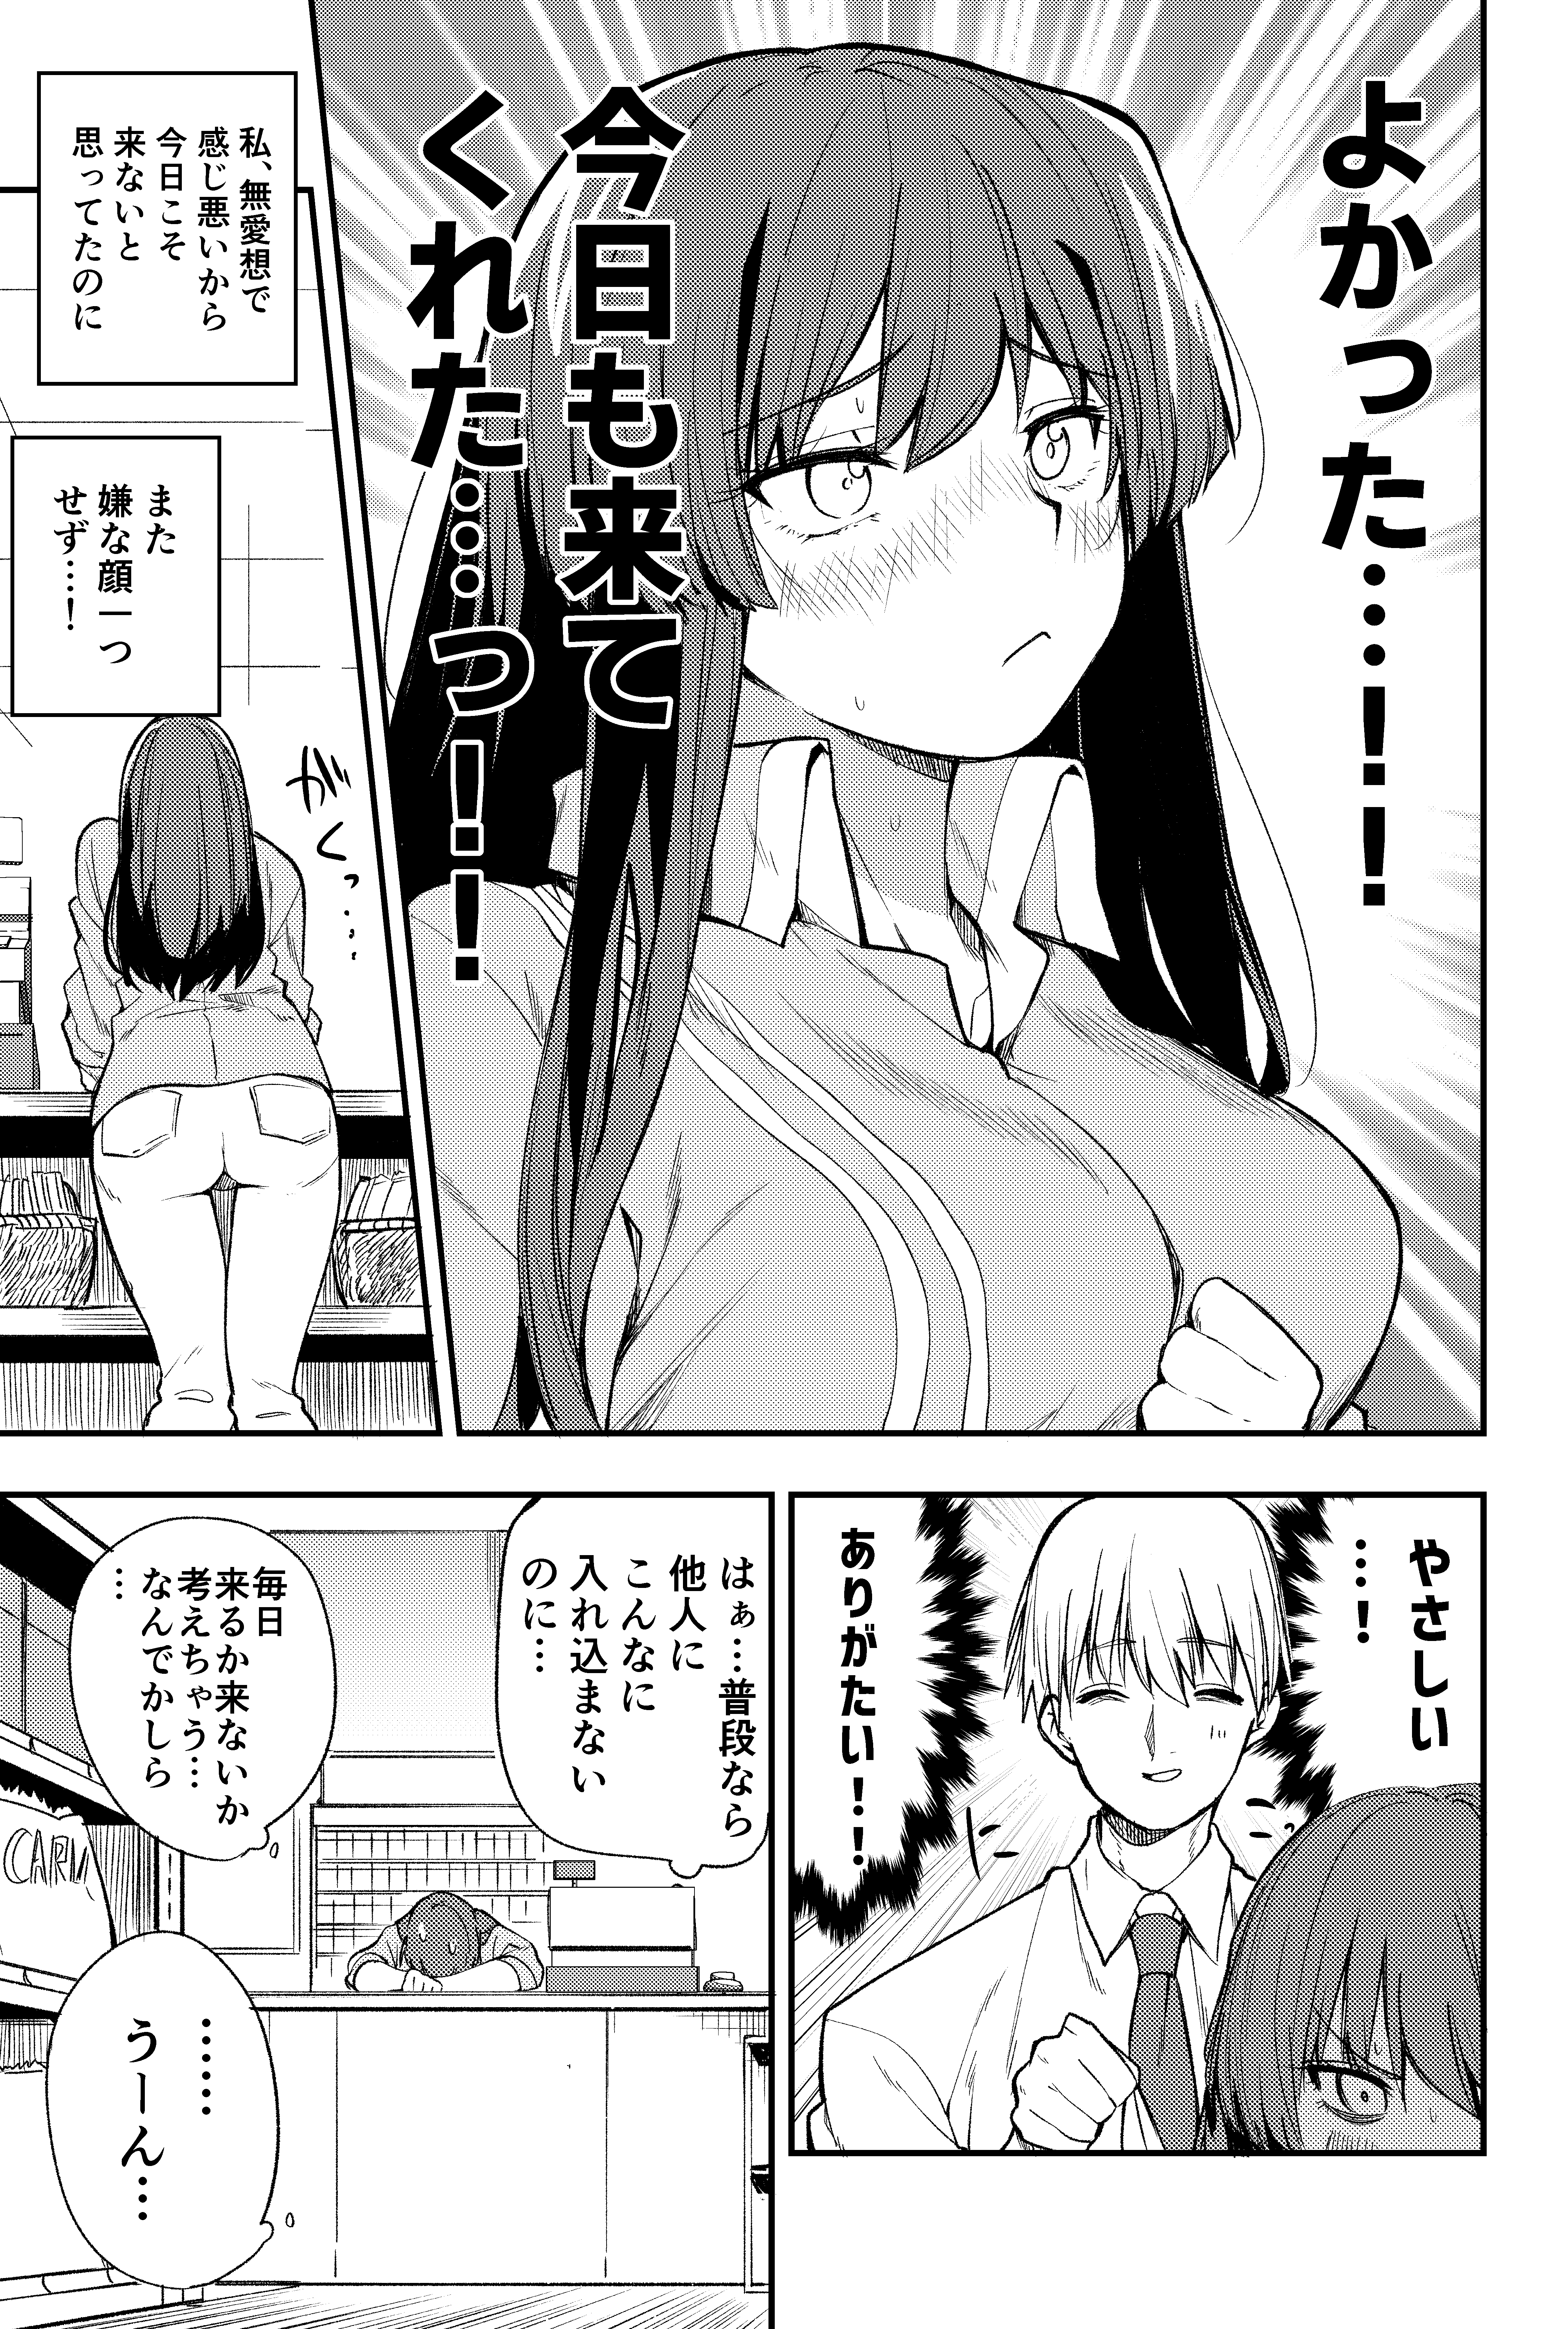 よかった…！！
今日も来て
くれた…っ！！
私、無愛想で
感じ悪いから
今日こそ
来ないと
思ってたのに
また
嫌な顔一つ
せず…！
がくっ…
やさしい
…！
ありがたい！！
はぁ…普段なら
他人に
こんなに
入れ込まない
のに…
毎日
来るか来ないか
考えちゃう…
なんでかしら
…
CARM
……
うーん…